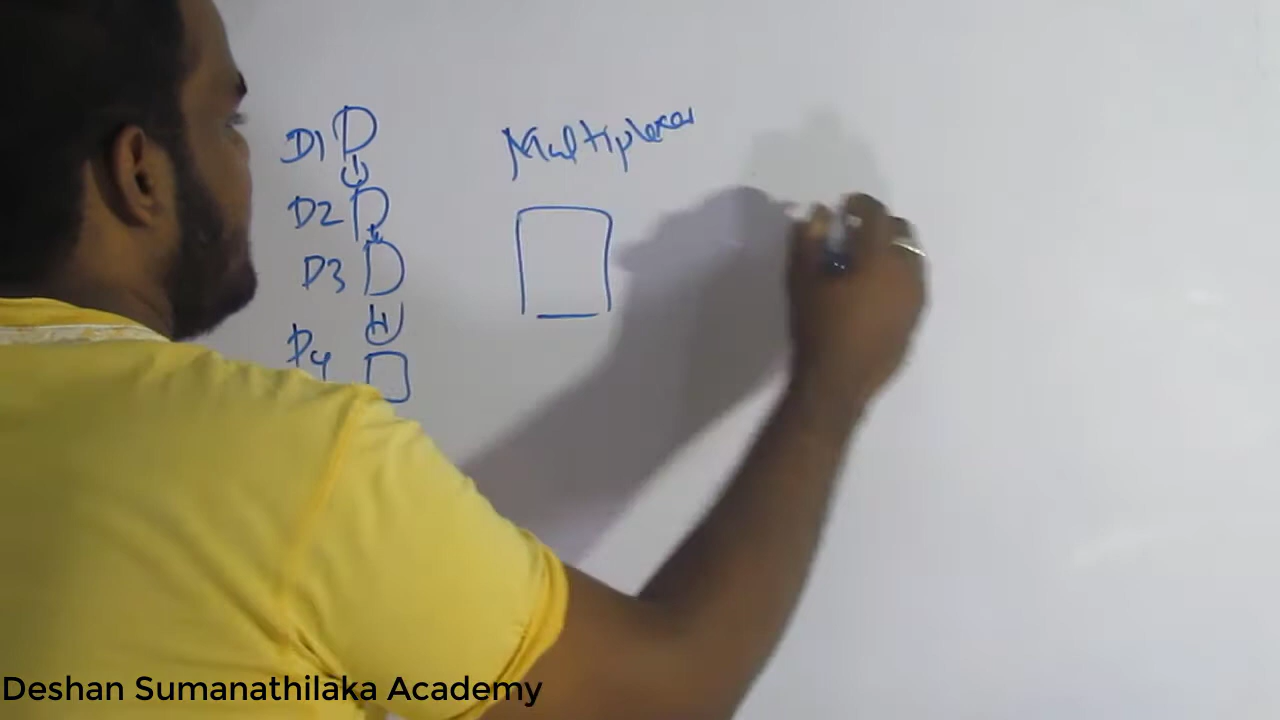 Multiplexer
D1 D
D2 D
D3 D
D4
Deshan Sumanathilaka Academy